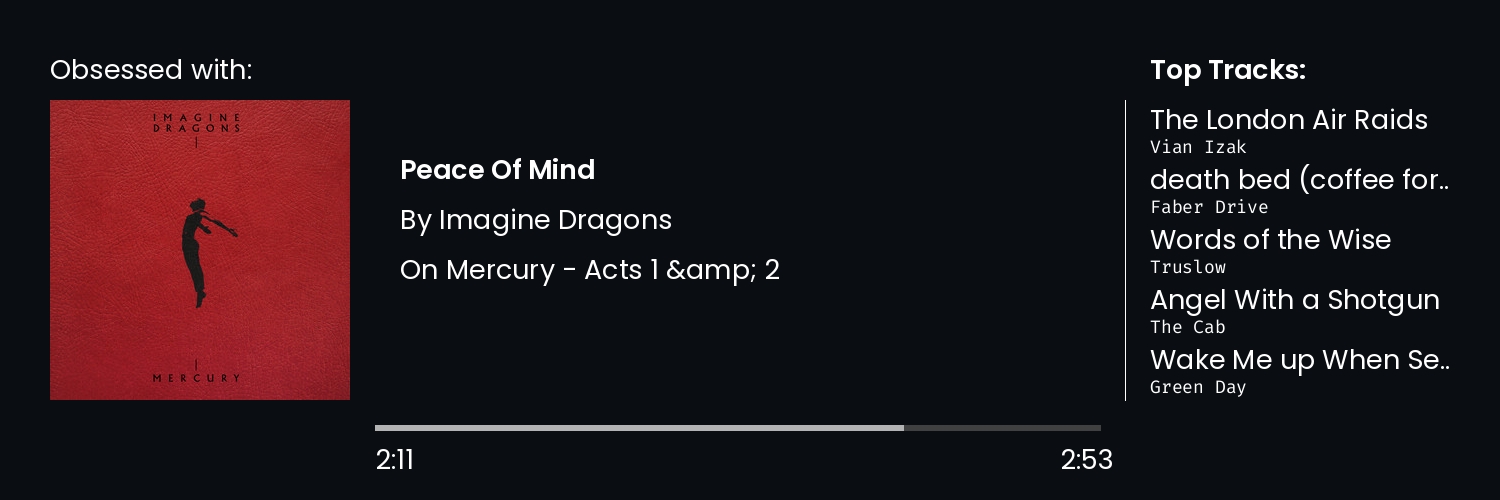 Obsessed with:
IMAGINE
DRAGONS
MERCURY
Peace Of Mind
By Imagine Dragons
On Mercury - Acts 1 &amp; 2
2:11
2:53
Top Tracks:
The London Air Raids
Vian Izak
death bed (coffee for..
Faber Drive
Words of the Wise
Truslow
Angel With a Shotgun
The Cab
Wake Me up When Se..
Green Day